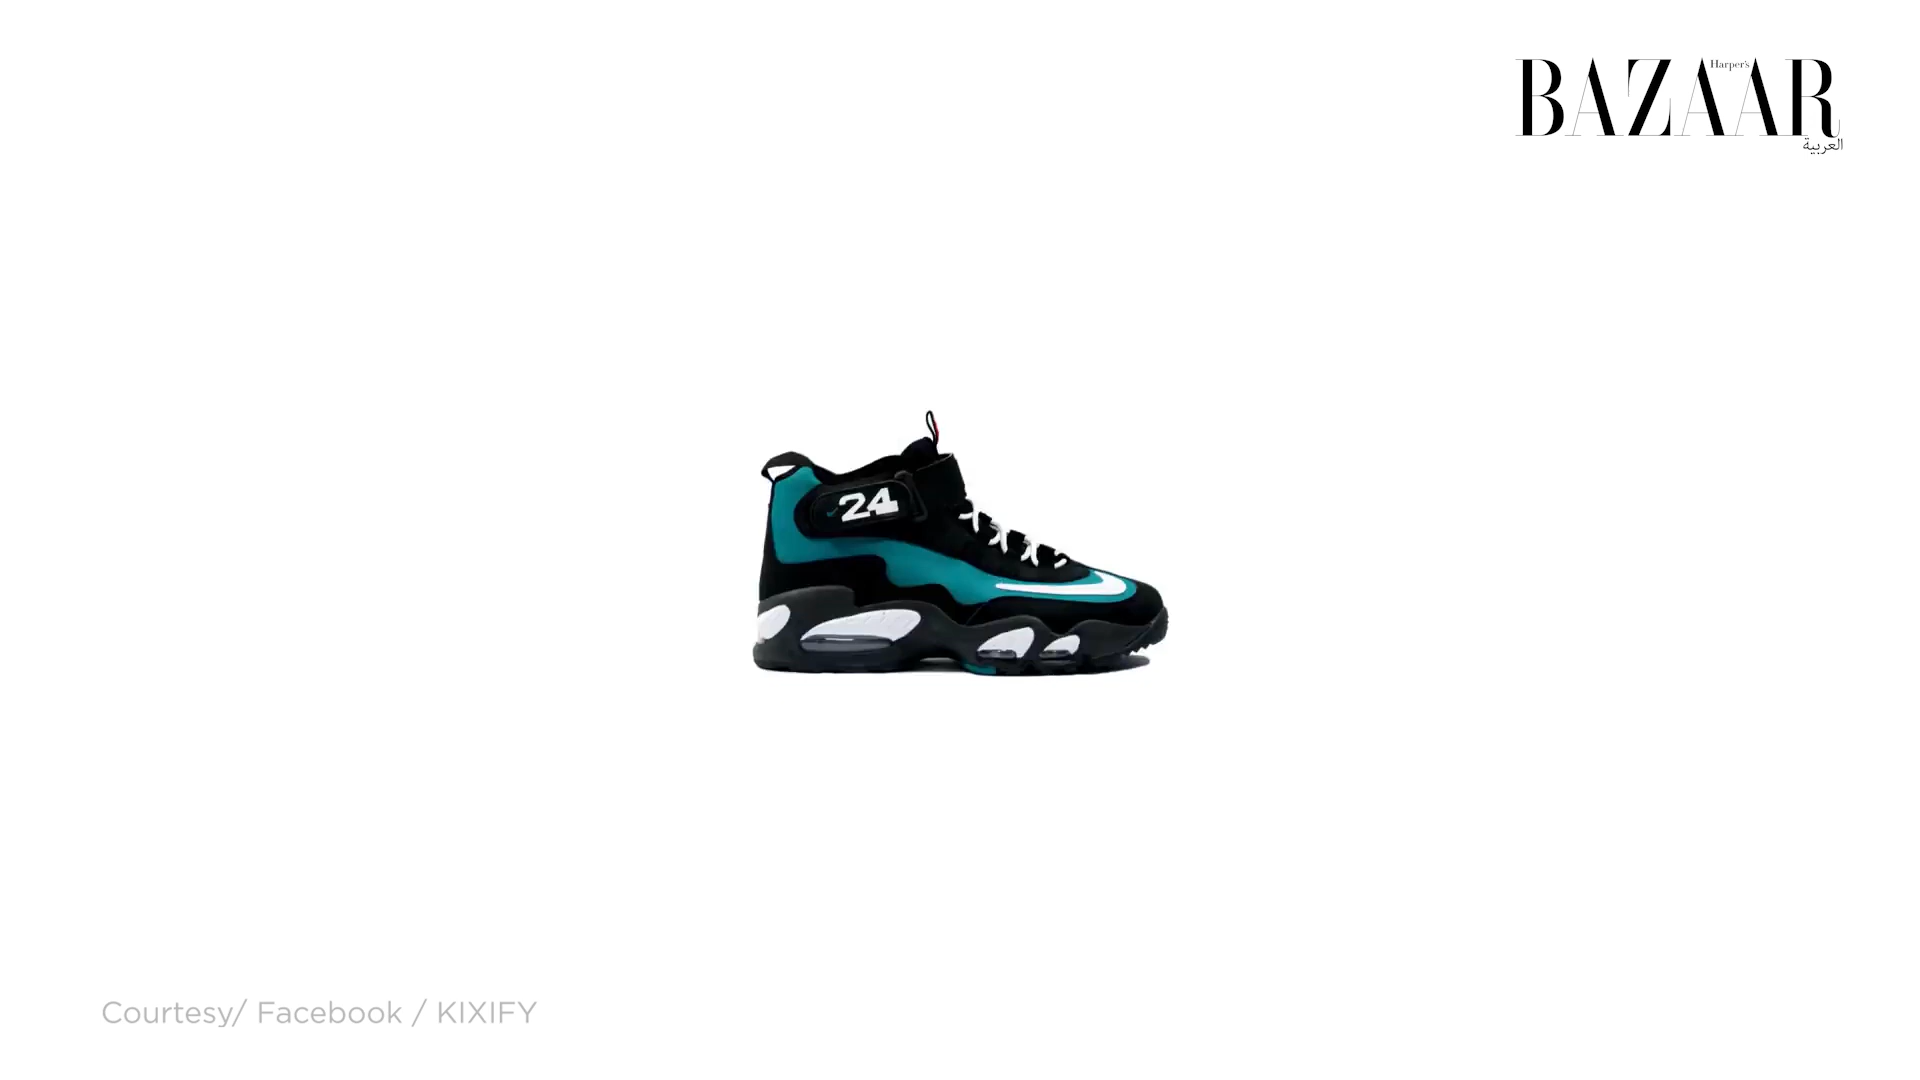 Harper's
BAZAAR
العربية
24
Courtesy/ Facebook / KIXIFY